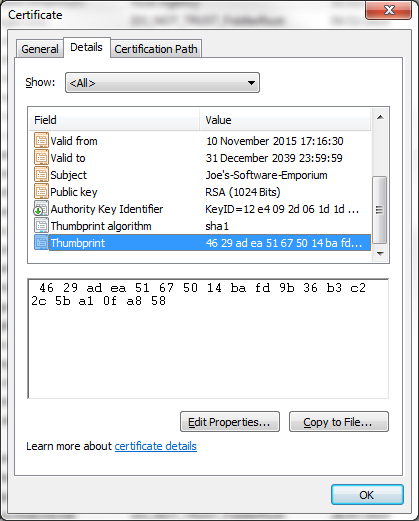 Certificate
General Details Certification Path
Show: <All>
Field Value
Valid from 10 November 2015 17:16:30
Valid to 31 December 2039 23:59:59
Subject Joe's-Software-Emporium
Public key RSA (1024 Bits)
Authority Key Identifier KeyID=12 e4 09 2d 06 1d 1d ...
Thumbprint algorithm sha1
Thumbprint 46 29 ad ea 51 67 50 14 ba fd...
46 29 ad ea 51 67 50 14 ba fd 9b 36 b3 c2
2c 5b a1 0f a8 58
Edit Properties... Copy to File...
Learn more about certificate details
OK